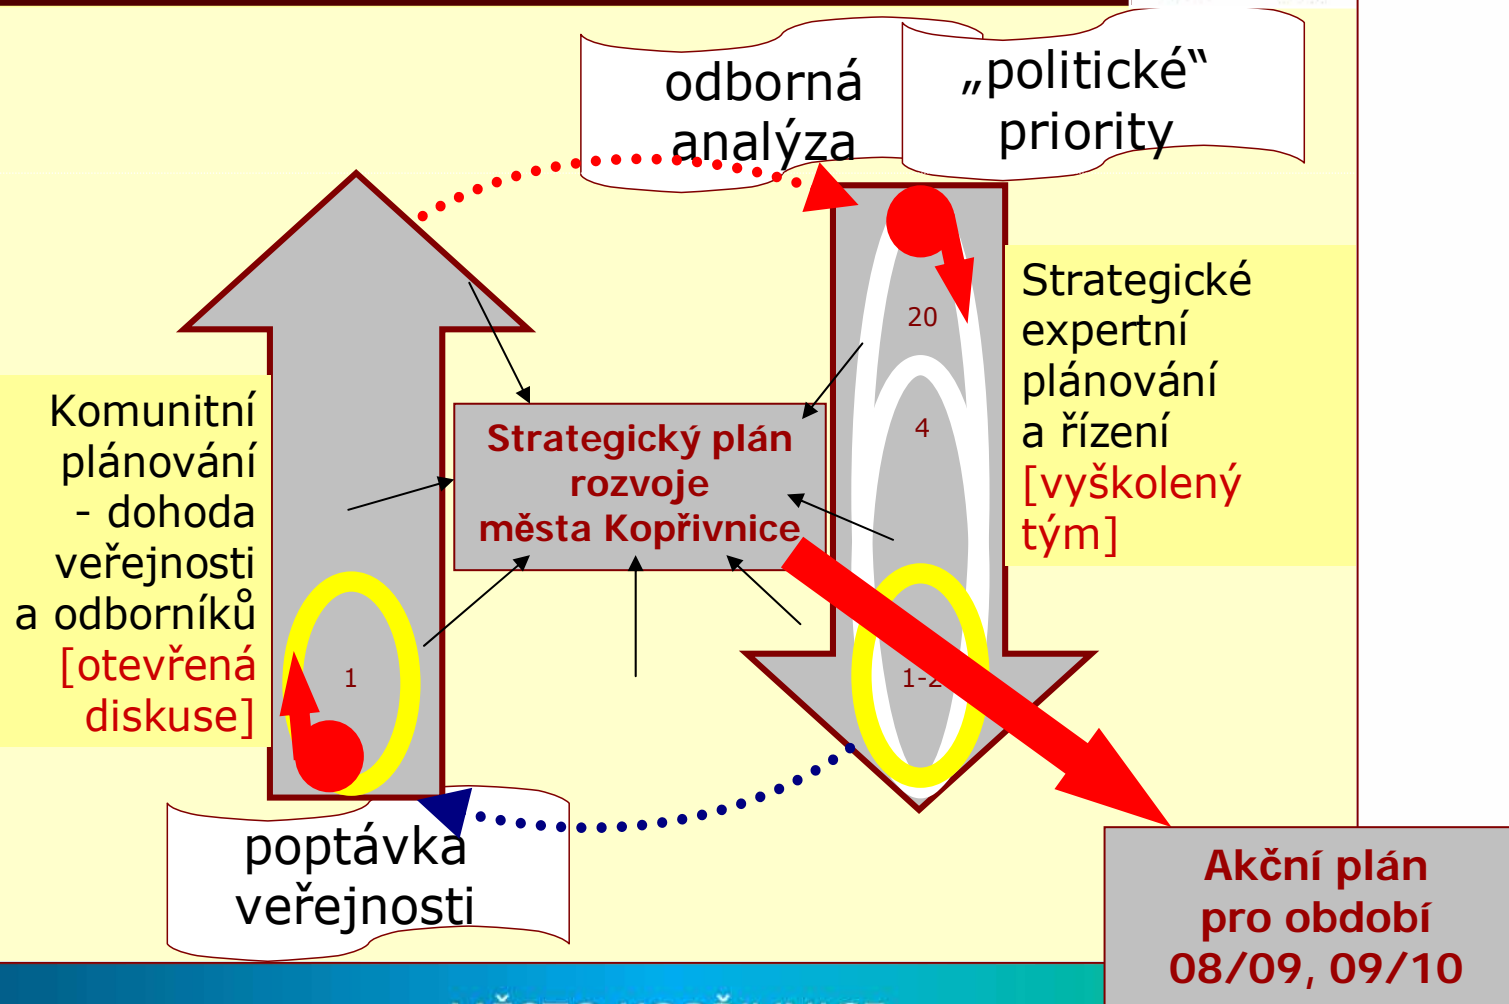 odborná
analýza
„politické“
priority
20
4
1-2
Strategické
expertní
plánování
a řízení
[vyškolený
tým]
Komunitní
plánování
- dohoda
veřejnosti
a odborníků
[otevřená
diskuse]
1
Strategický plán
rozvoje
města Kopřivnice
poptávka
veřejnosti
Akční plán
pro období
08/09, 09/10